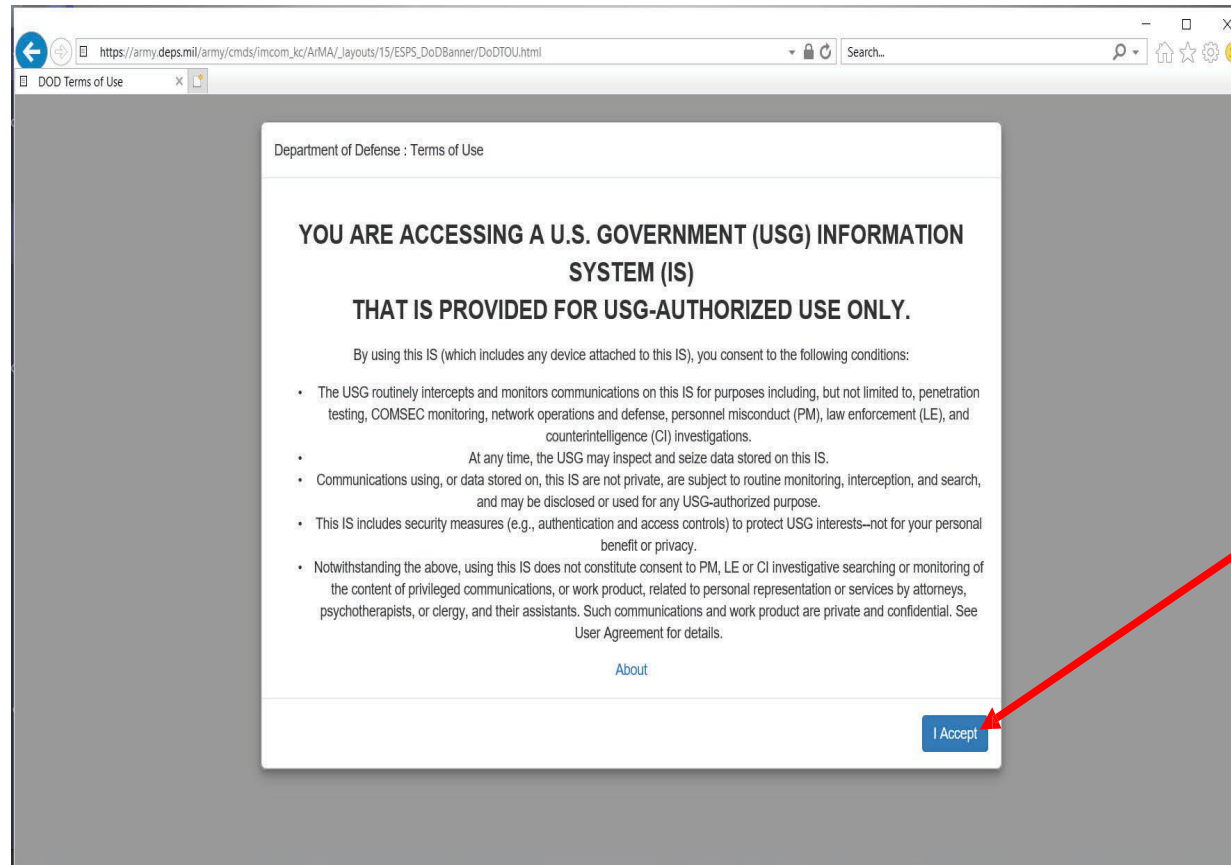 https://army.deps.mil/army/cmds/imcom_kc/ArMA/_layouts/15/ESPS_DoDBanner/DoDTOU.html
Search...
DOD Terms of Use
Department of Defense : Terms of Use
YOU ARE ACCESSING A U.S. GOVERNMENT (USG) INFORMATION
SYSTEM (IS)
THAT IS PROVIDED FOR USG-AUTHORIZED USE ONLY.
By using this IS (which includes any device attached to this IS), you consent to the following conditions:
• The USG routinely intercepts and monitors communications on this IS for purposes including, but not limited to, penetration
testing, COMSEC monitoring, network operations and defense, personnel misconduct (PM), law enforcement (LE), and
counterintelligence (CI) investigations.
• At any time, the USG may inspect and seize data stored on this IS.
• Communications using, or data stored on, this IS are not private, are subject to routine monitoring, interception, and search,
and may be disclosed or used for any USG-authorized purpose.
• This IS includes security measures (e.g., authentication and access controls) to protect USG interests--not for your personal
benefit or privacy.
• Notwithstanding the above, using this IS does not constitute consent to PM, LE or CI investigative searching or monitoring of
the content of privileged communications, or work product, related to personal representation or services by attorneys,
psychotherapists, or clergy, and their assistants. Such communications and work product are private and confidential. See
User Agreement for details.
About
I Accept